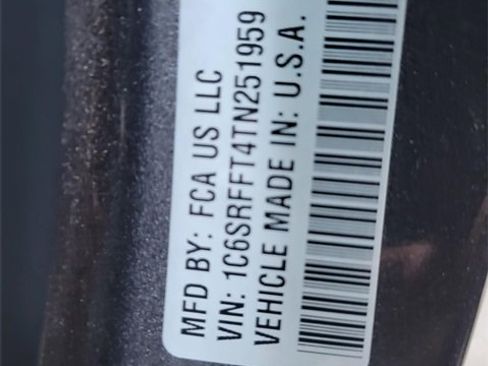 MFD BY: FCA US LLC
VIN: 1C6SRFFT4TN251959
VEHICLE MADE IN: U.S.A.